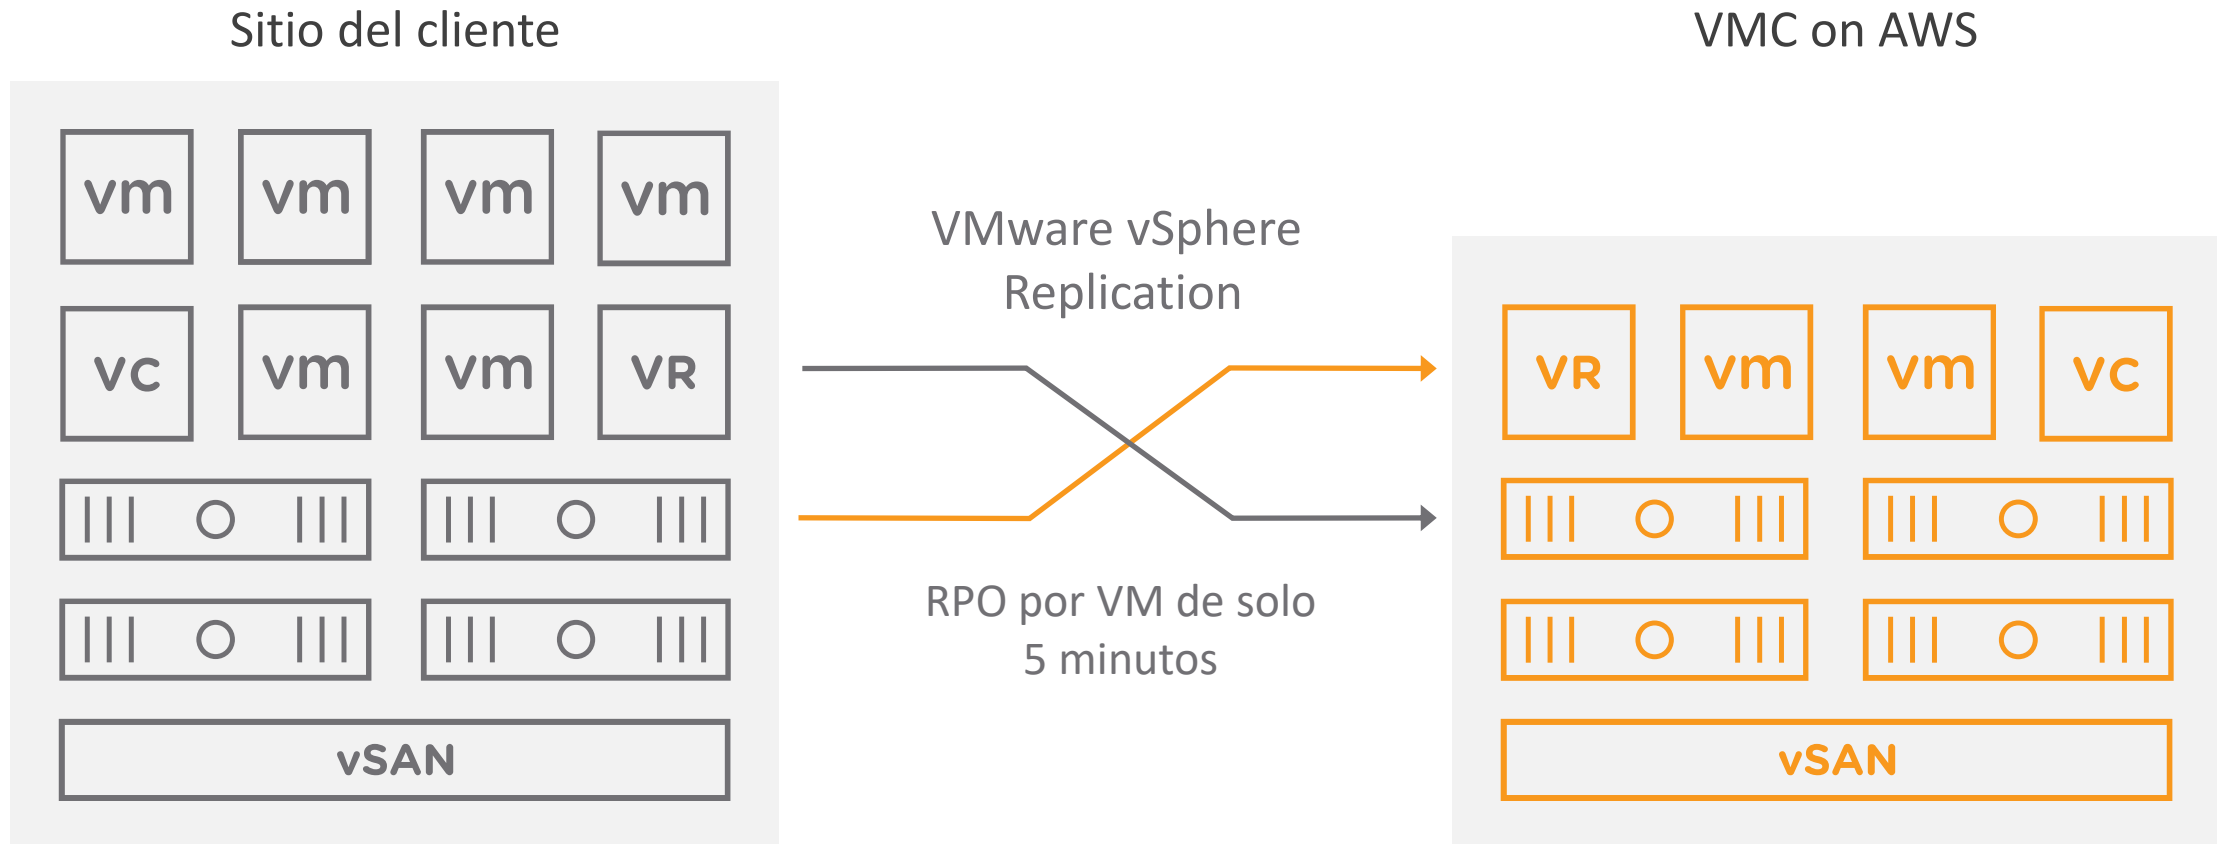 Sitio del cliente
VMC on AWS
vm vm vm vm
vc vm vm VR
vSAN
VMware vSphere
Replication
RPO por VM de solo
5 minutos
VR vm vm vc
vSAN